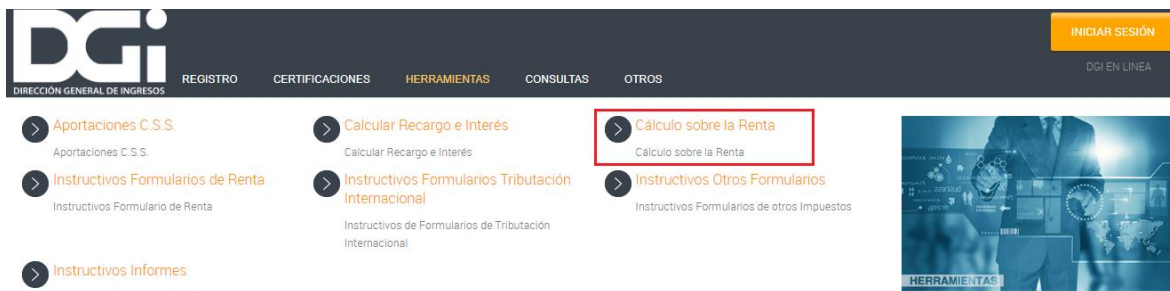 DGi
DIRECCIÓN GENERAL DE INGRESOS
REGISTRO CERTIFICACIONES HERRAMIENTAS CONSULTAS OTROS
INICIAR SESIÓN
DGI EN LINEA
Aportaciones C.S.S.
Aportaciones C.S.S.
Calcular Recargo e Interés
Calcular Recargo e Interés
Cálculo sobre la Renta
Cálculo sobre la Renta
Instructivos Formularios de Renta
Instructivos Formulario de Renta
Instructivos Formularios Tributación
Internacional
Instructivos de Formularios de Tributación
Internacional
Instructivos Otros Formularios
Instructivos Formularios de otros Impuestos
Instructivos Informes
HERRAMIENTAS